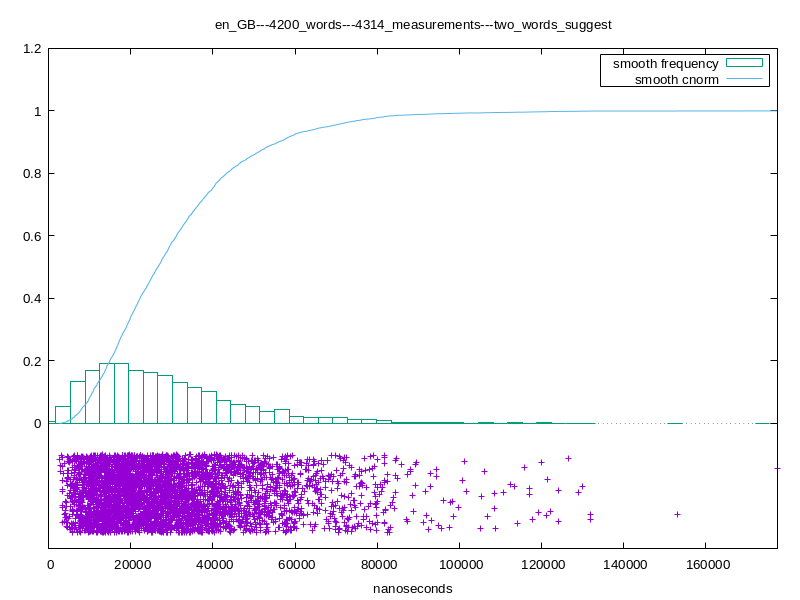 en_GB---4200_words---4314_measurements---two_words_suggest
1.2
smooth frequency
smooth cnorm
1
0.8
0.6
0.4
0.2
0
0 20000 40000 60000 80000 100000 120000 140000 160000
nanoseconds